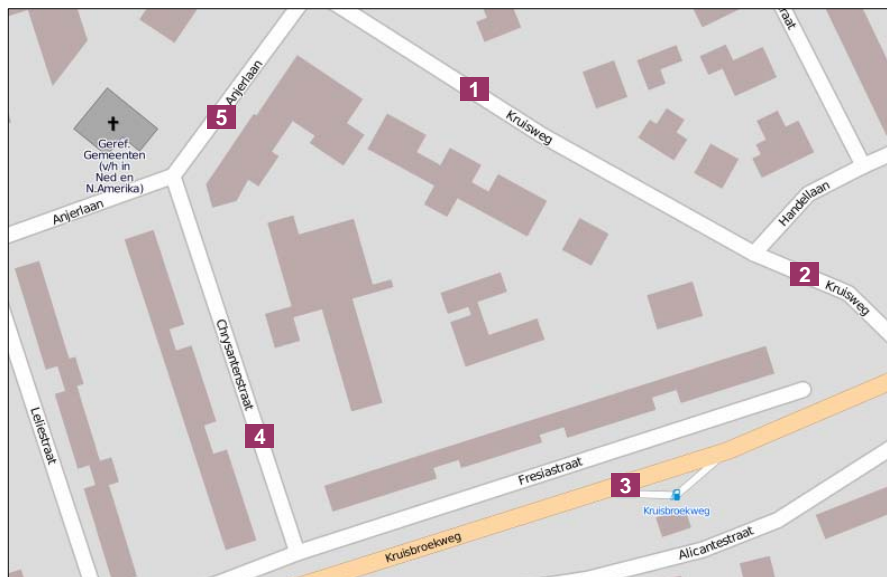 raat
1
Anjerlaan
5
Kruisweg
Geref.
Gemeenten
(v/h in
Ned en
N.Amerika)
Anjerlaan
Handellaan
2
Kruisweg
Chrysantenstraat
Leliestraat
4
Fresiastraat
3
Kruisbroekweg
Kruisbroekweg
Alicantestraat